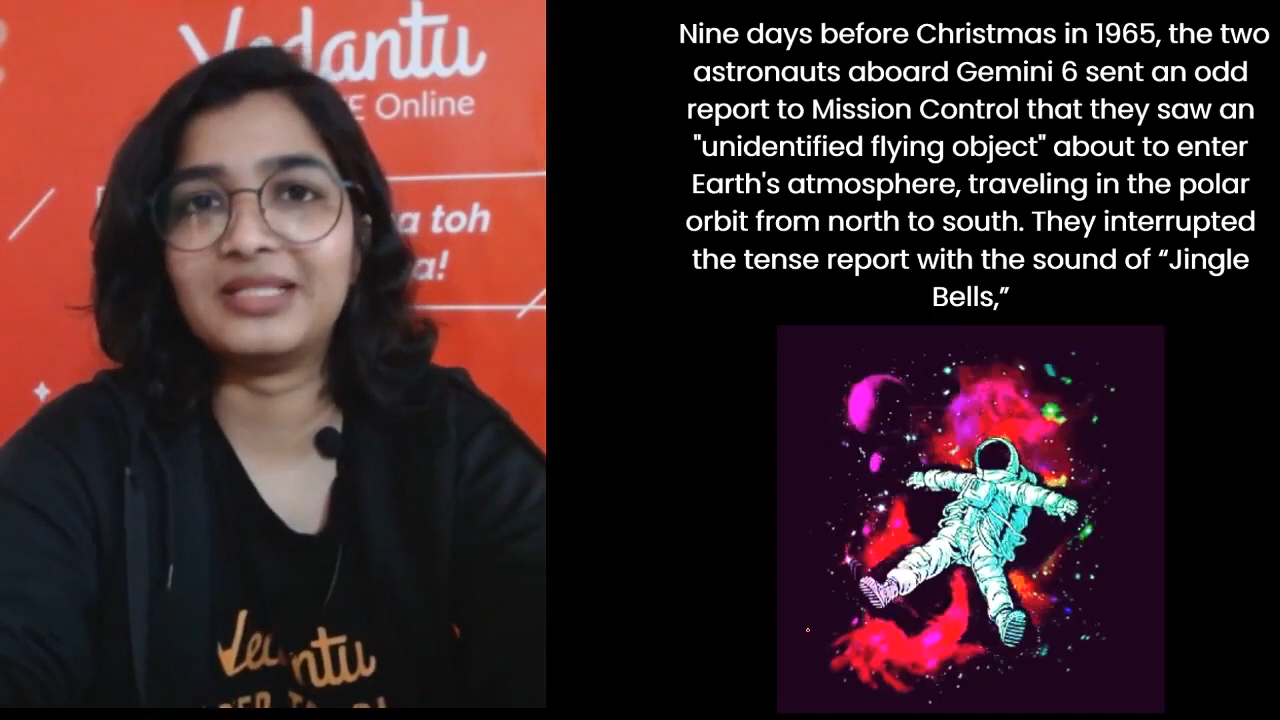 Vedantu
LIVE Online
a toh
a!
Vedantu
Nine days before Christmas in 1965, the two
astronauts aboard Gemini 6 sent an odd
report to Mission Control that they saw an
"unidentified flying object" about to enter
Earth's atmosphere, traveling in the polar
orbit from north to south. They interrupted
the tense report with the sound of “Jingle
Bells,”